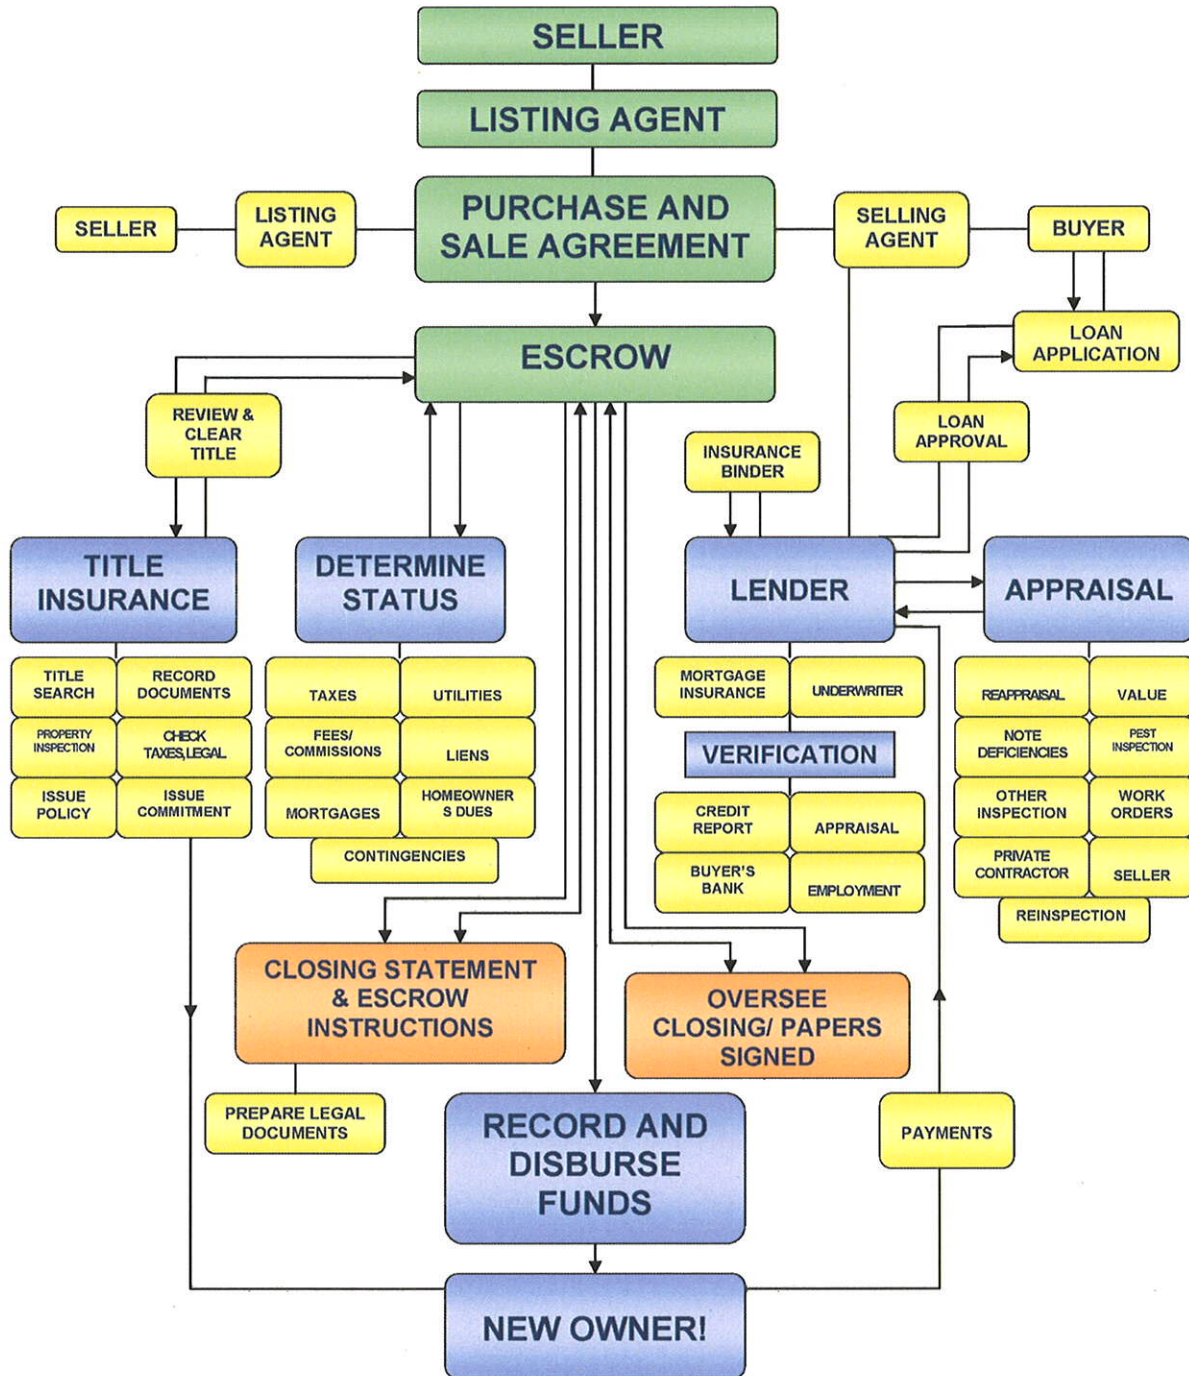 SELLER
LISTING AGENT
PURCHASE AND
SALE AGREEMENT
SELLER
LISTING
AGENT
SELLING
AGENT
BUYER
ESCROW
LOAN
APPLICATION
REVIEW &
CLEAR
TITLE
LOAN
APPROVAL
INSURANCE
BINDER
TITLE
INSURANCE
DETERMINE
STATUS
LENDER
APPRAISAL
TITLE
SEARCH
RECORD
DOCUMENTS
PROPERTY
INSPECTION
CHECK
TAXES,LEGAL
ISSUE
POLICY
ISSUE
COMMITMENT
TAXES
UTILITIES
FEES/
COMMISSIONS
LIENS
MORTGAGES
HOMEOWNER
S DUES
CONTINGENCIES
MORTGAGE
INSURANCE
UNDERWRITER
VERIFICATION
CREDIT
REPORT
APPRAISAL
BUYER'S
BANK
EMPLOYMENT
REAPPRAISAL
VALUE
NOTE
DEFICIENCIES
PEST
INSPECTION
OTHER
INSPECTION
WORK
ORDERS
PRIVATE
CONTRACTOR
SELLER
REINSPECTION
CLOSING STATEMENT
& ESCROW
INSTRUCTIONS
OVERSEE
CLOSING/ PAPERS
SIGNED
PREPARE LEGAL
DOCUMENTS
RECORD AND
DISBURSE
FUNDS
PAYMENTS
NEW OWNER!